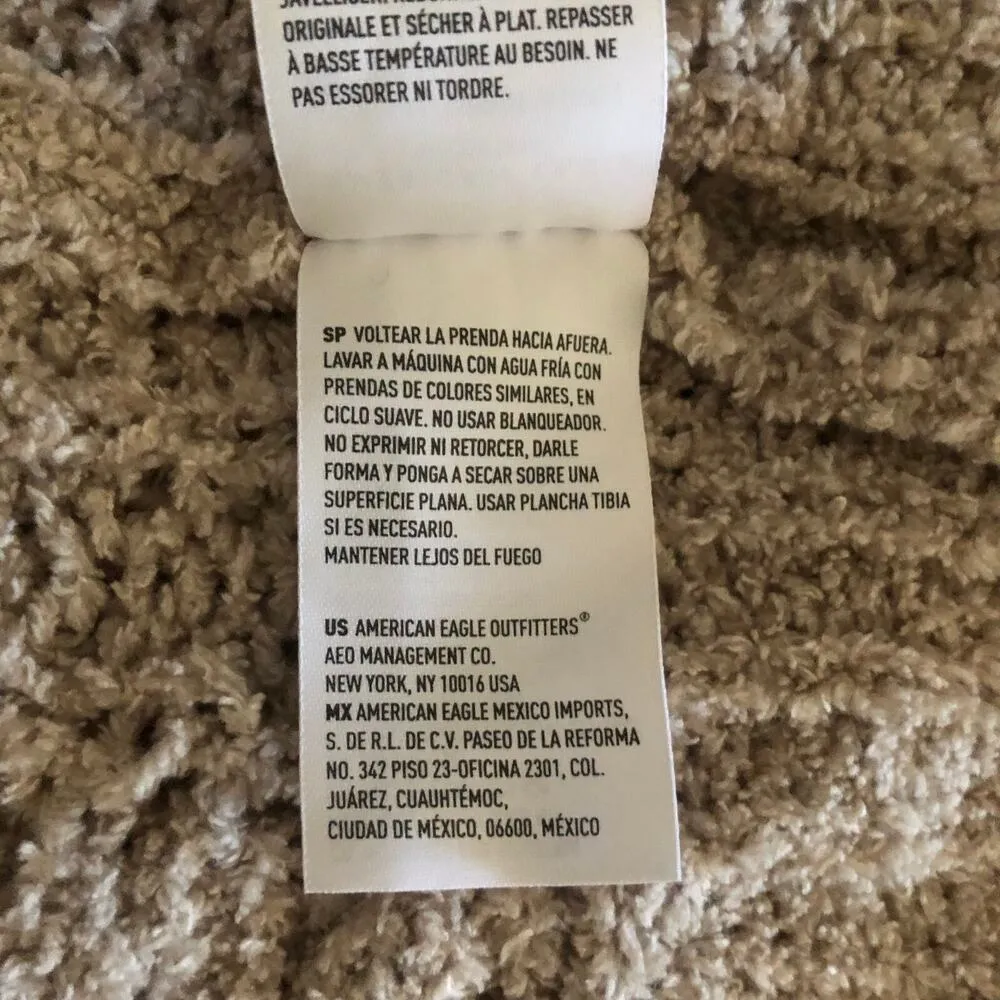 ORIGINALE ET SÉCHER À PLAT. REPASSER
À BASSE TEMPÉRATURE AU BESOIN. NE
PAS ESSORER NI TORDRE.
SP VOLTEAR LA PRENDA HACIA AFUERA.
LAVAR A MÁQUINA CON AGUA FRÍA CON
PRENDAS DE COLORES SIMILARES, EN
CICLO SUAVE. NO USAR BLANQUEADOR.
NO EXPRIMIR NI RETORCER, DARLE
FORMA Y PONGA A SECAR SOBRE UNA
SUPERFICIE PLANA. USAR PLANCHA TIBIA
SI ES NECESARIO.
MANTENER LEJOS DEL FUEGO
US AMERICAN EAGLE OUTFITTERS®
AEO MANAGEMENT CO.
NEW YORK, NY 10016 USA
MX AMERICAN EAGLE MEXICO IMPORTS,
S. DE R.L. DE C.V. PASEO DE LA REFORMA
NO. 342 PISO 23-OFICINA 2301, COL.
JUÁREZ, CUAUHTÉMOC,
CIUDAD DE MÉXICO, 06600, MÉXICO